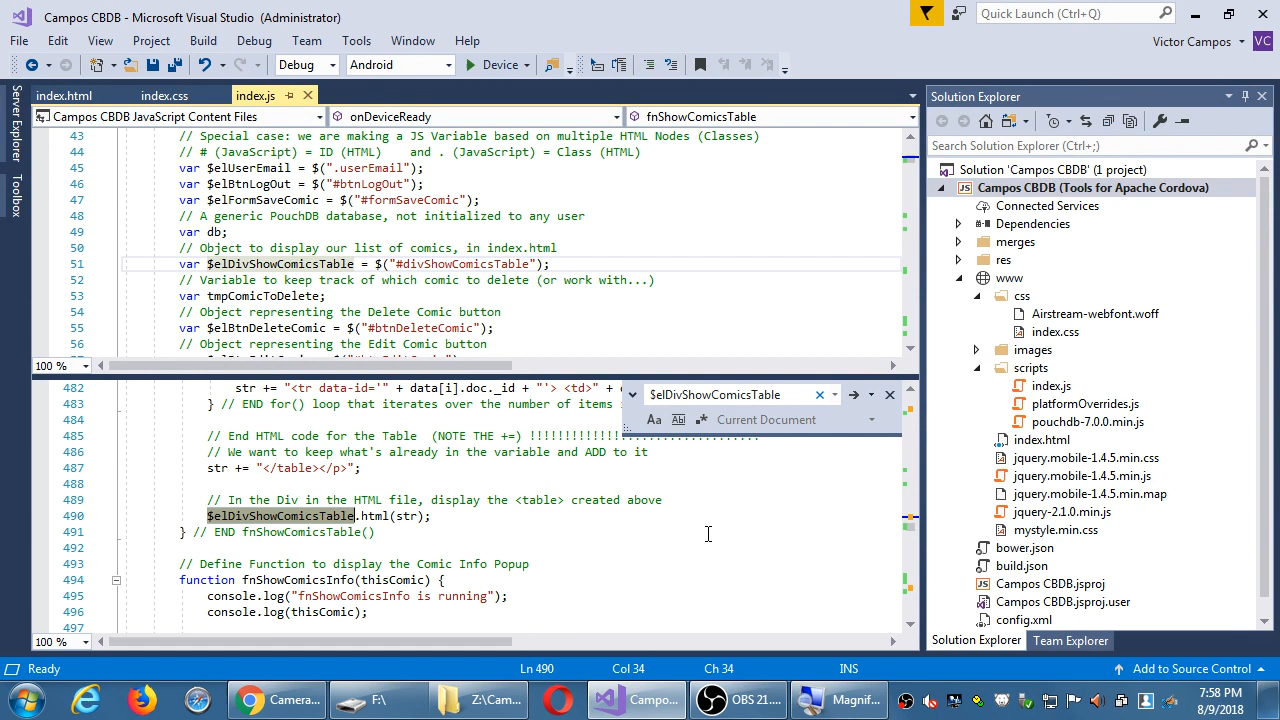 Campos CBDB - Microsoft Visual Studio (Administrator)
Quick Launch (Ctrl+Q)
File Edit View Project Build Debug Team Tools Window Help
Victor Campos
VC
Debug Android Device
Server Explorer
Toolbox
index.html index.css index.js
Campos CBDB JavaScript Content Files onDeviceReady fnShowComicsTable
43 // Special case: we are making a JS Variable based on multiple HTML Nodes (Classes)
44 // # (JavaScript) = ID (HTML) and . (JavaScript) = Class (HTML)
45 var $elUserEmail = $(".userEmail");
46 var $elBtnLogOut = $("#btnLogOut");
47 var $elFormSaveComic = $("#formSaveComic");
48 // A generic PouchDB database, not initialized to any user
49 var db;
50 // Object to display our list of comics, in index.html
51 var $elDivShowComicsTable = $("#divShowComicsTable");
52 // Variable to keep track of which comic to delete (or work with...)
53 var tmpComicToDelete;
54 // Object representing the Delete Comic button
55 var $elBtnDeleteComic = $("#btnDeleteComic");
56 // Object representing the Edit Comic button
100 %
482 str += "<tr data-id='" + data[i].doc._id + "'> <td>" +
483 } // END for() loop that iterates over the number of items
484
485 // End HTML code for the Table (NOTE THE +=) !!!!!!!!!!!!!!!!!!!!!!!!!!!!!!!!!
486 // We want to keep what's already in the variable and ADD to it
487 str += "</table></p>";
488
489 // In the Div in the HTML file, display the <table> created above
490 $elDivShowComicsTable.html(str);
491 } // END fnShowComicsTable()
492
493 // Define Function to display the Comic Info Popup
494 function fnShowComicsInfo(thisComic) {
495 console.log("fnShowComicsInfo is running");
496 console.log(thisComic);
497
100 %
$elDivShowComicsTable
Aa Ab .* Current Document
Solution Explorer
Search Solution Explorer (Ctrl+;)
Solution 'Campos CBDB' (1 project)
JS Campos CBDB (Tools for Apache Cordova)
Connected Services
Dependencies
merges
res
www
css
Airstream-webfont.woff
index.css
images
scripts
index.js
platformOverrides.js
pouchdb-7.0.0.min.js
index.html
jquery.mobile-1.4.5.min.css
jquery.mobile-1.4.5.min.js
jquery.mobile-1.4.5.min.map
jquery-2.1.0.min.js
mystyle.min.css
bower.json
build.json
Campos CBDB.jsproj
Campos CBDB.jsproj.user
config.xml
Solution Explorer Team Explorer
Ready Ln 490 Col 34 Ch 34 INS Add to Source Control
Camera... F:\ Z:\Cam... Campo... OBS 21.... Magnif...
7:58 PM
8/9/2018